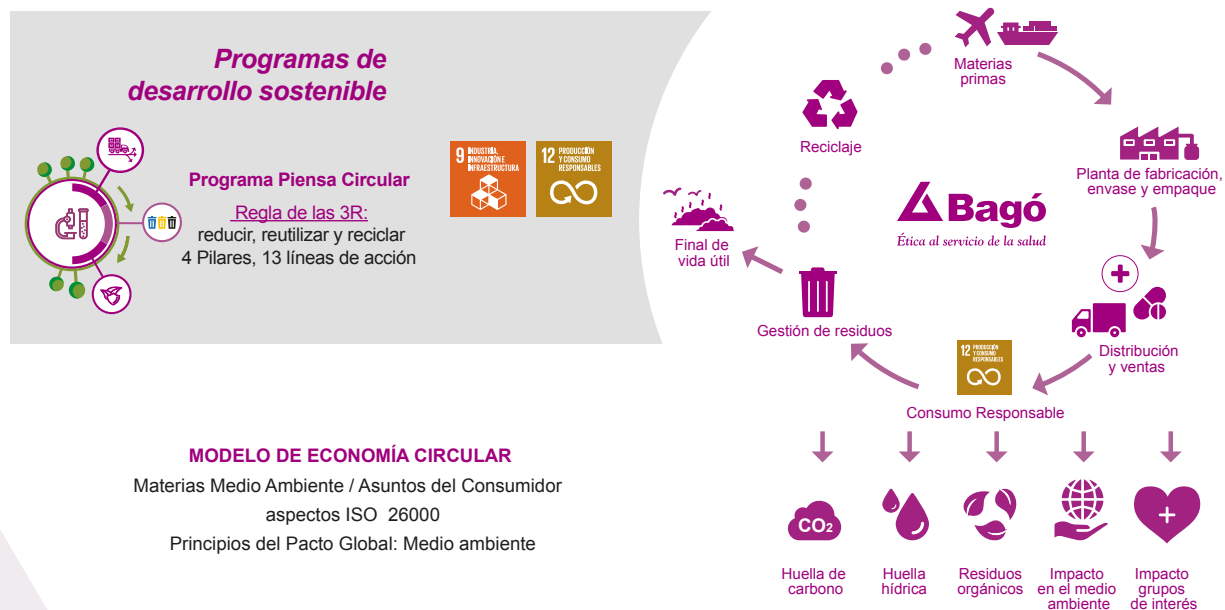 Programas de
desarrollo sostenible
Programa Piensa Circular
Regla de las 3R:
reducir, reutilizar y reciclar
4 Pilares, 13 líneas de acción
9 INDUSTRIA,
INNOVACIÓN E
INFRAESTRUCTURA
12 PRODUCCIÓN
Y CONSUMO
RESPONSABLES
MODELO DE ECONOMÍA CIRCULAR
Materias Medio Ambiente / Asuntos del Consumidor
aspectos ISO 26000
Principios del Pacto Global: Medio ambiente
Materias
primas
Planta de fabricación,
envase y empaque
Distribución
y ventas
12 PRODUCCIÓN
Y CONSUMO
RESPONSABLES
Consumo Responsable
Gestión de residuos
Final de
vida útil
Reciclaje
Bagó
Ética al servicio de la salud
CO₂
Huella de
carbono
Huella
hídrica
Residuos
orgánicos
Impacto
en el medio
ambiente
Impacto
grupos
de interés